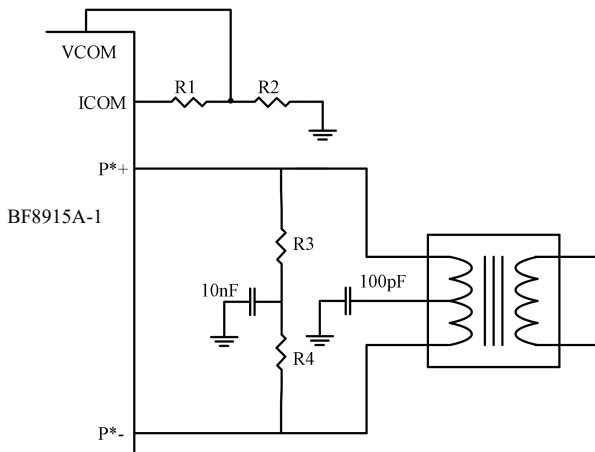 VCOM
R1
R2
ICOM
P*+
BF8915A-1
R3
10nF
100pF
R4
P*-